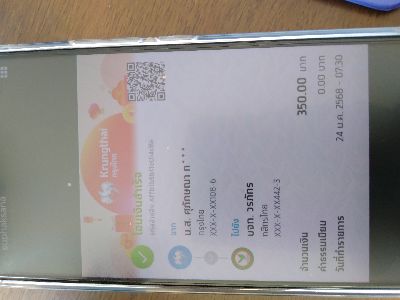 suphaksana
Krungthai
กรุงไทย
โอนเงินสำเร็จ
จาก
น.ส. ศุภักษณา ก***
กรุงไทย
XXX-X-XX108-6
ไปยัง
บจก. วรภัทร
กสิกรไทย
XXX-X-XX442-3
จำนวนเงิน 350.00 บาท
ค่าธรรมเนียม 0.00 บาท
วันที่ทำรายการ 24 ม.ค. 2568 - 07:30